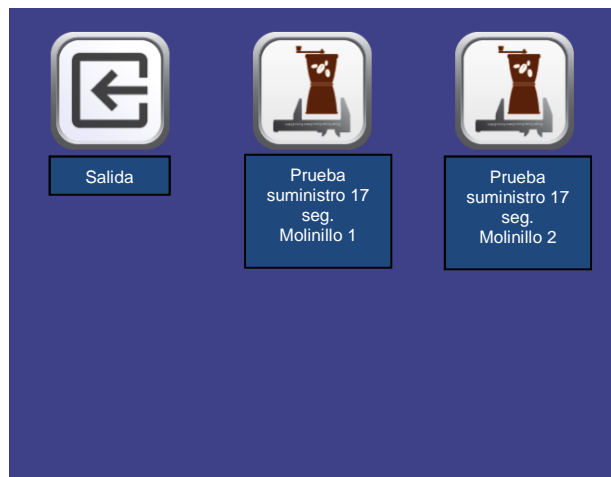 Salida
Prueba
suministro 17
seg.
Molinillo 1
Prueba
suministro 17
seg.
Molinillo 2